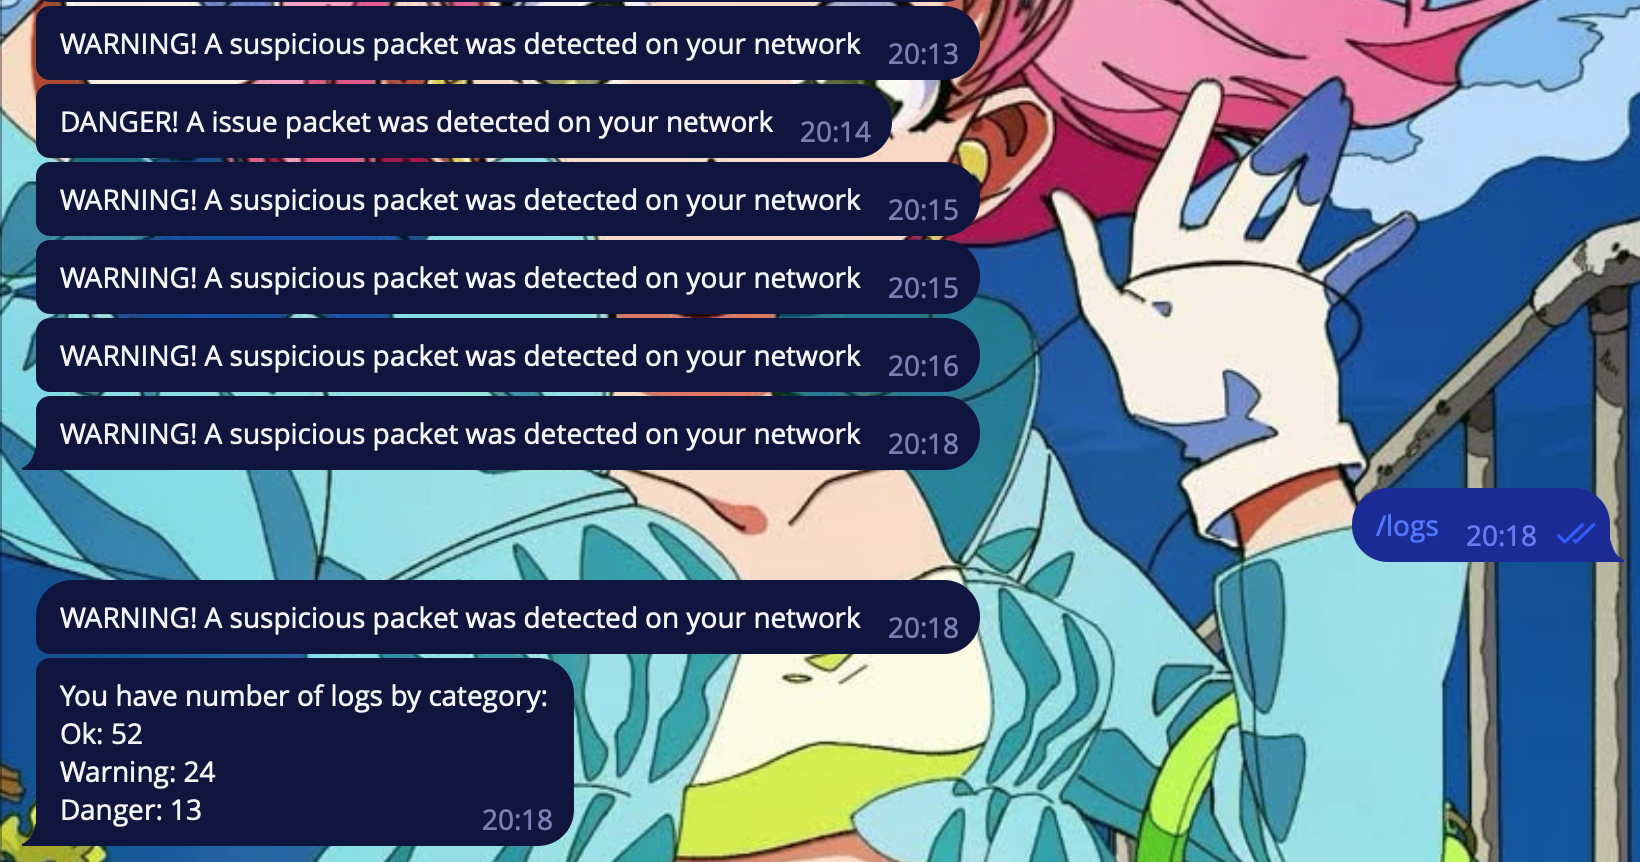 WARNING! A suspicious packet was detected on your network 20:13
DANGER! A issue packet was detected on your network 20:14
WARNING! A suspicious packet was detected on your network 20:15
WARNING! A suspicious packet was detected on your network 20:15
WARNING! A suspicious packet was detected on your network 20:16
WARNING! A suspicious packet was detected on your network 20:18
/logs 20:18
WARNING! A suspicious packet was detected on your network 20:18
You have number of logs by category:
Ok: 52
Warning: 24
Danger: 13 20:18